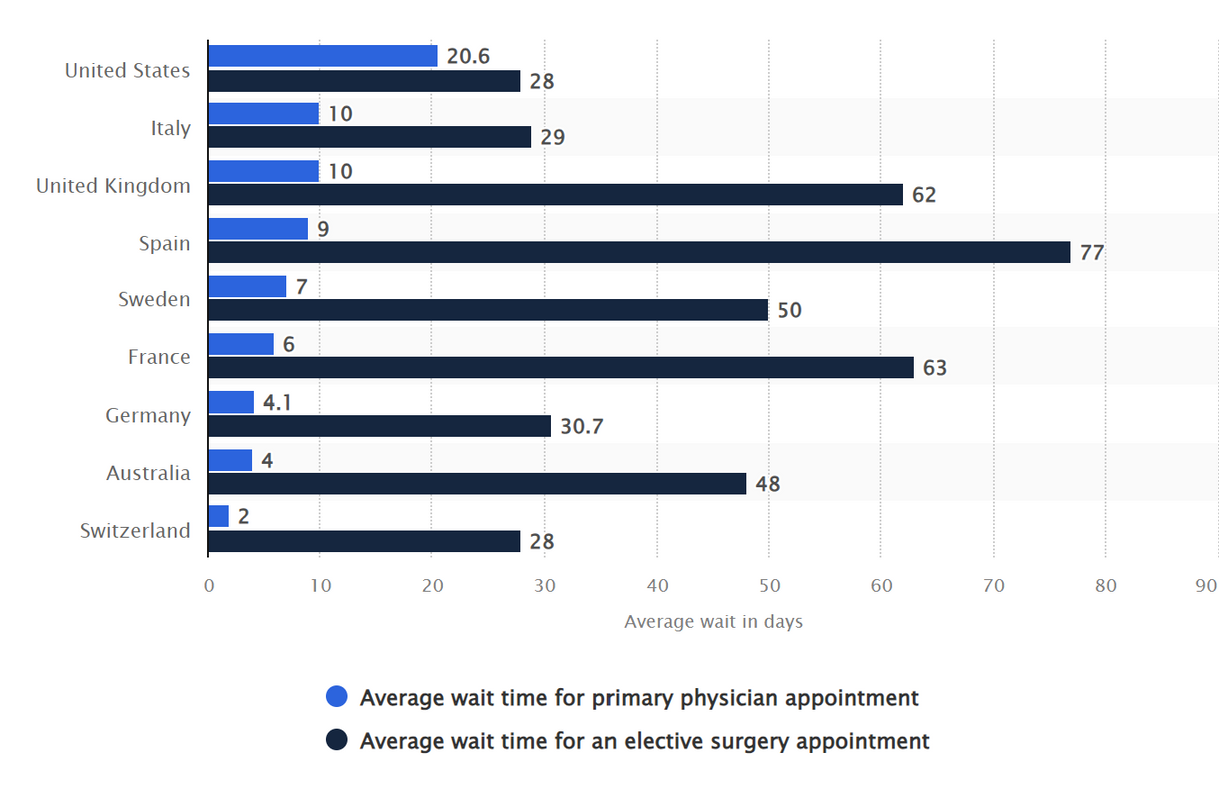 United States
20.6
28
Italy
10
29
United Kingdom
10
62
Spain
9
77
Sweden
7
50
France
6
63
Germany
4.1
30.7
Australia
4
48
Switzerland
2
28
0 10 20 30 40 50 60 70 80 90
Average wait in days
Average wait time for primary physician appointment
Average wait time for an elective surgery appointment